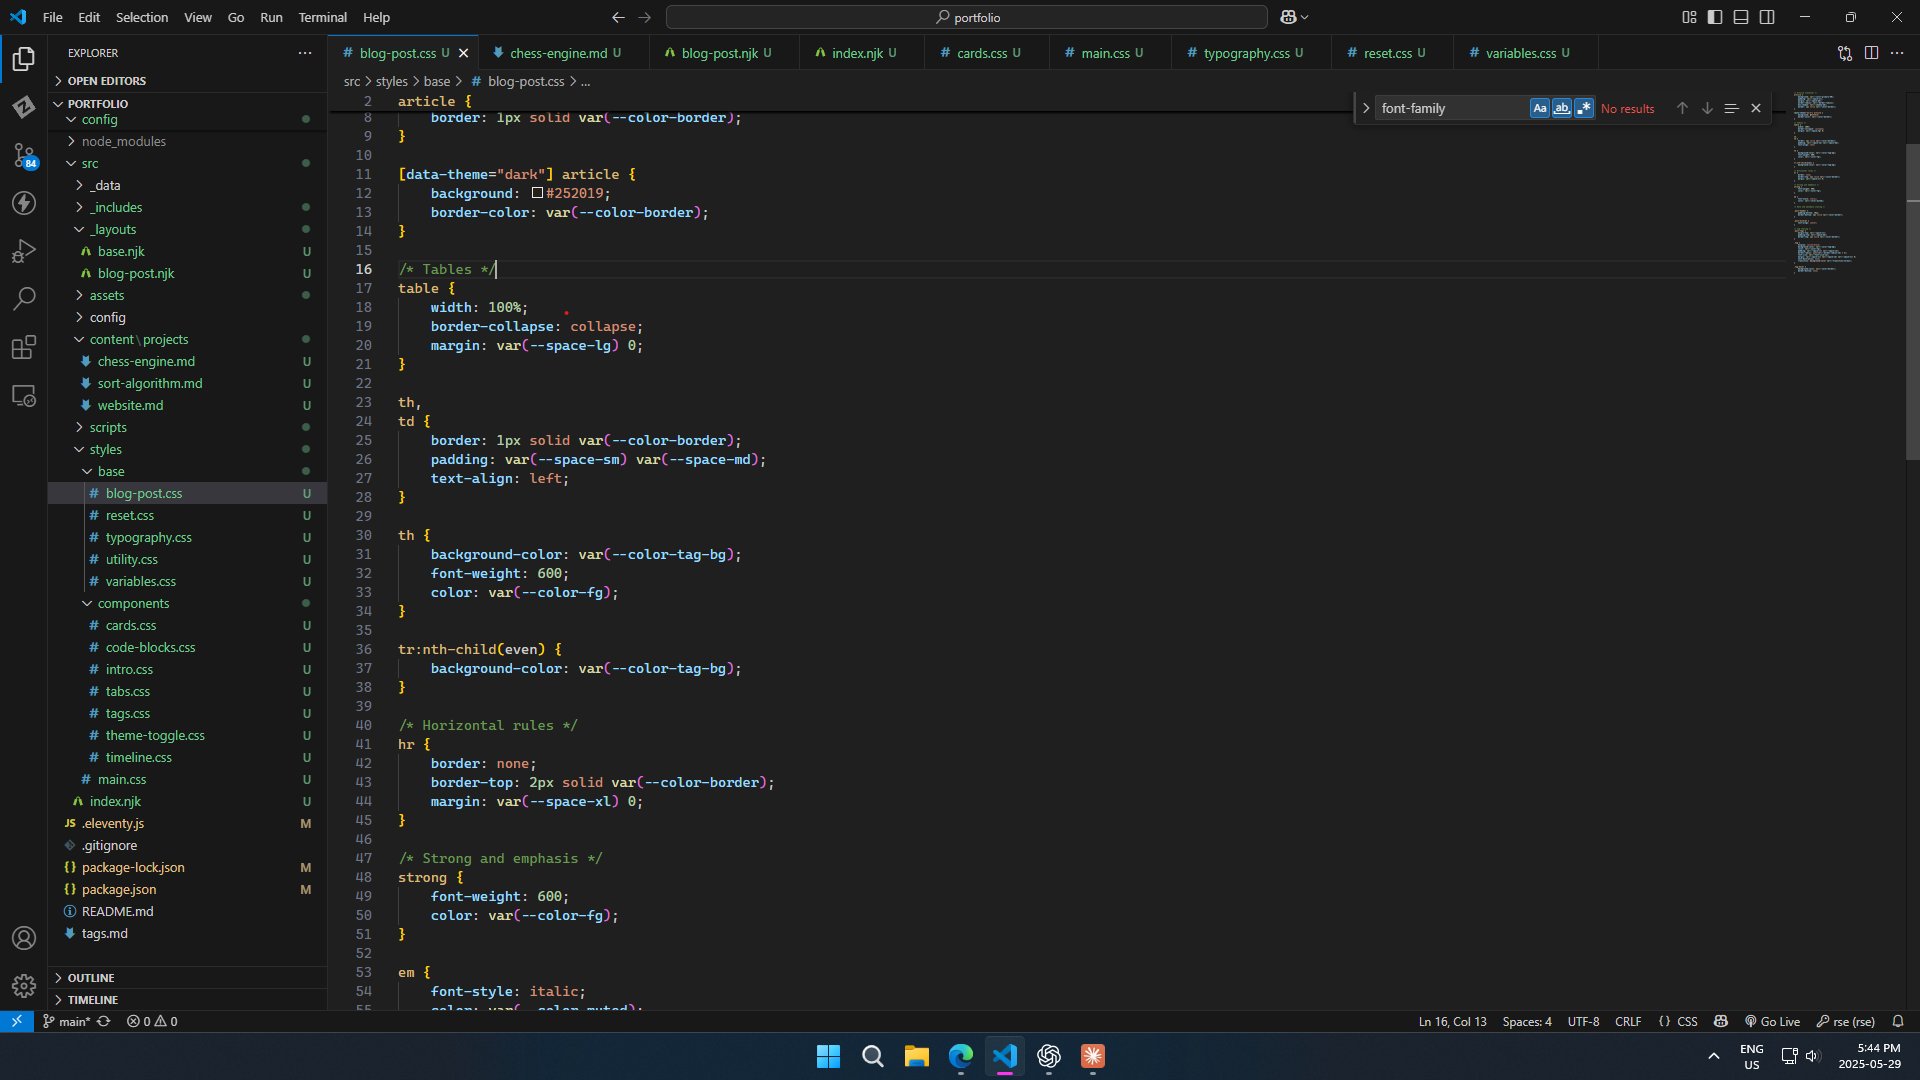 File Edit Selection View Go Run Terminal Help
portfolio
EXPLORER
OPEN EDITORS
PORTFOLIO
config
node_modules
src
_data
_includes
_layouts
base.njk U
blog-post.njk U
assets
config
content\projects
chess-engine.md U
sort-algorithm.md U
website.md U
scripts
styles
base
# blog-post.css U
# reset.css U
# typography.css U
# utility.css U
# variables.css U
components
# cards.css U
# code-blocks.css U
# intro.css U
# tabs.css U
# tags.css U
# theme-toggle.css U
# timeline.css U
# main.css U
index.njk U
JS .eleventy.js M
.gitignore
{} package-lock.json M
{} package.json M
README.md
tags.md
OUTLINE
TIMELINE
84
# blog-post.css U chess-engine.md U blog-post.njk U index.njk U # cards.css U # main.css U # typography.css U # reset.css U # variables.css U
src > styles > base > # blog-post.css > ...
font-family Aa ab .* No results
2 article {
8 border: 1px solid var(--color-border);
9 }
10
11 [data-theme="dark"] article {
12 background: #252019;
13 border-color: var(--color-border);
14 }
15
16 /* Tables */
17 table {
18 width: 100%;
19 border-collapse: collapse;
20 margin: var(--space-lg) 0;
21 }
22
23 th,
24 td {
25 border: 1px solid var(--color-border);
26 padding: var(--space-sm) var(--space-md);
27 text-align: left;
28 }
29
30 th {
31 background-color: var(--color-tag-bg);
32 font-weight: 600;
33 color: var(--color-fg);
34 }
35
36 tr:nth-child(even) {
37 background-color: var(--color-tag-bg);
38 }
39
40 /* Horizontal rules */
41 hr {
42 border: none;
43 border-top: 2px solid var(--color-border);
44 margin: var(--space-xl) 0;
45 }
46
47 /* Strong and emphasis */
48 strong {
49 font-weight: 600;
50 color: var(--color-fg);
51 }
52
53 em {
54 font-style: italic;
55 color: var(--color-muted);
main* 0 0
Ln 16, Col 13 Spaces: 4 UTF-8 CRLF {} CSS Go Live rse (rse)
ENG
US
5:44 PM
2025-05-29